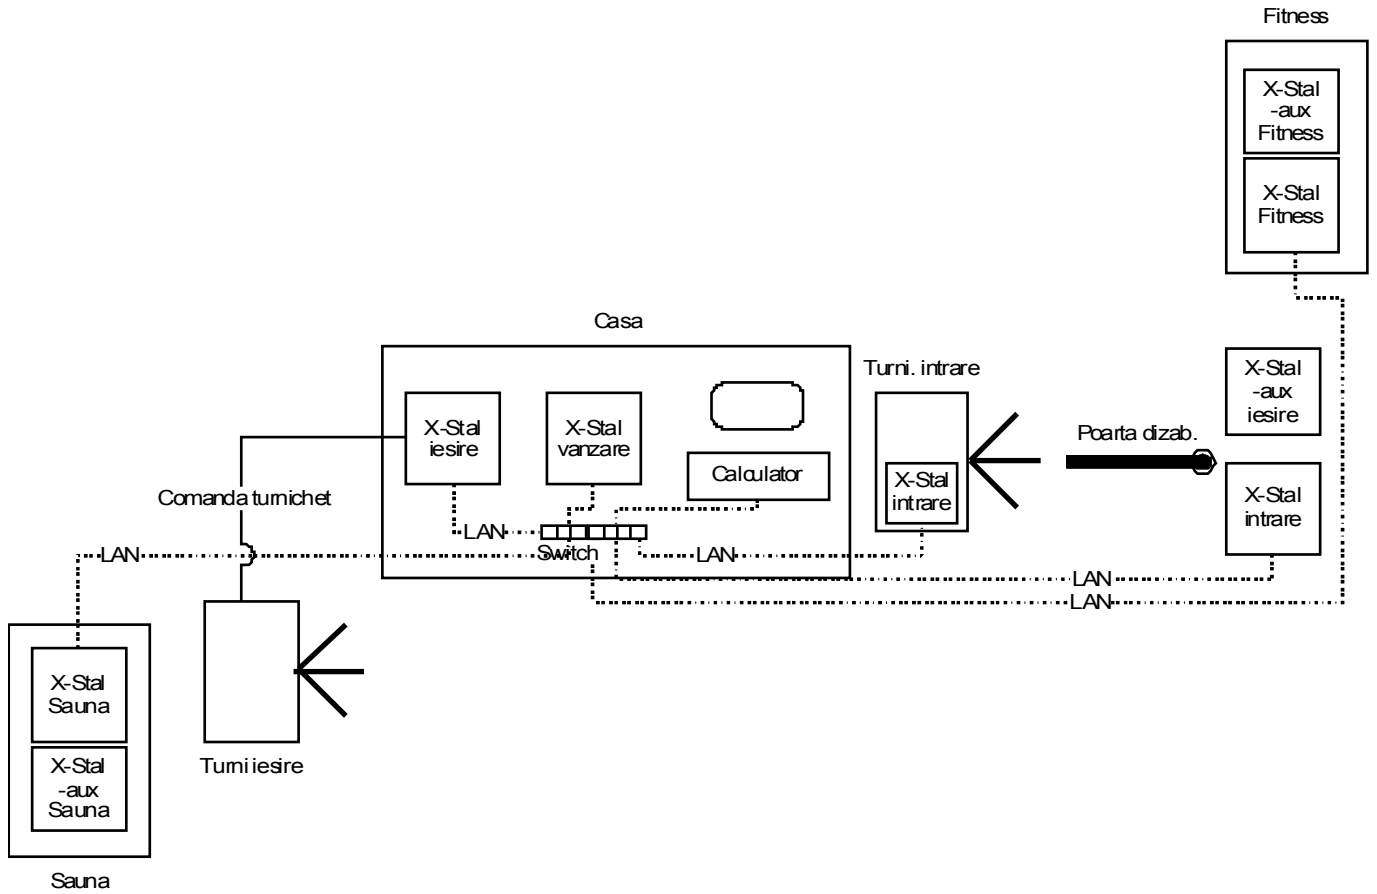 Fitness
X-Stal
-aux
Fitness
X-Stal
Fitness
Casa
Turni. intrare
X-Stal
-aux
iesire
X-Stal
iesire
X-Stal
vanzare
Calculator
Poarta dizab.
X-Stal
intrare
X-Stal
intrare
Comanda turnichet
LAN
Switch
LAN
LAN
LAN
LAN
X-Stal
Sauna
X-Stal
-aux
Sauna
Turni iesire
Sauna